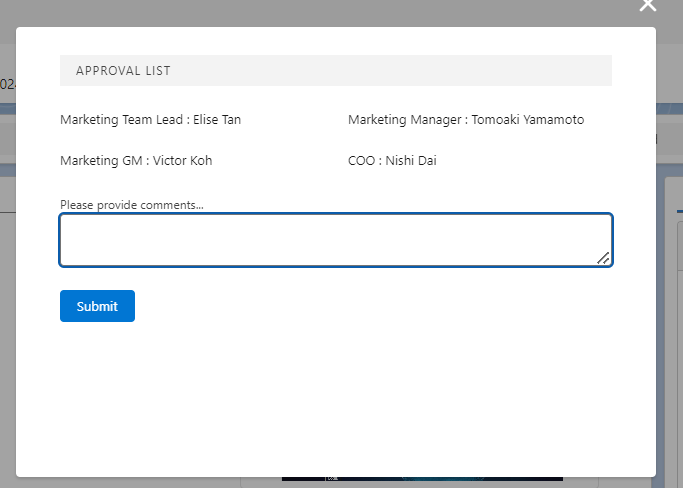 024
APPROVAL LIST
Marketing Team Lead : Elise Tan
Marketing Manager : Tomoaki Yamamoto
Marketing GM : Victor Koh
COO : Nishi Dai
Please provide comments...
Submit